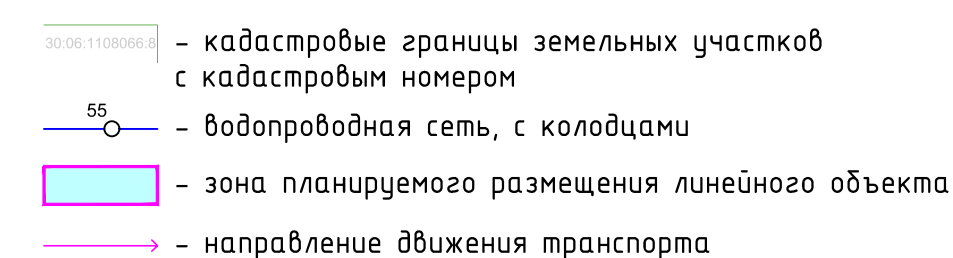 30:06:1108066:8 – кадастровые границы земельных участков
с кадастровым номером
55 – водопроводная сеть, с колодцами
– зона планируемого размещения линейного объекта
– направление движения транспорта